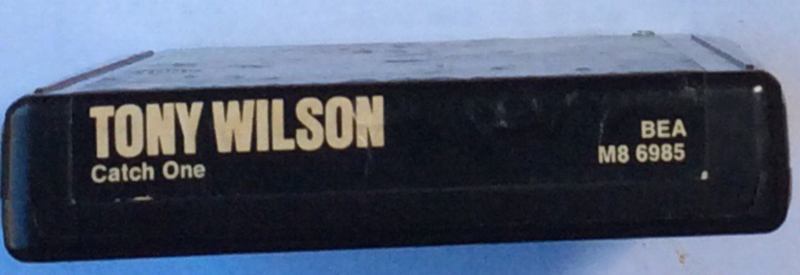 TONY WILSON
Catch One
BEA
M8 6985